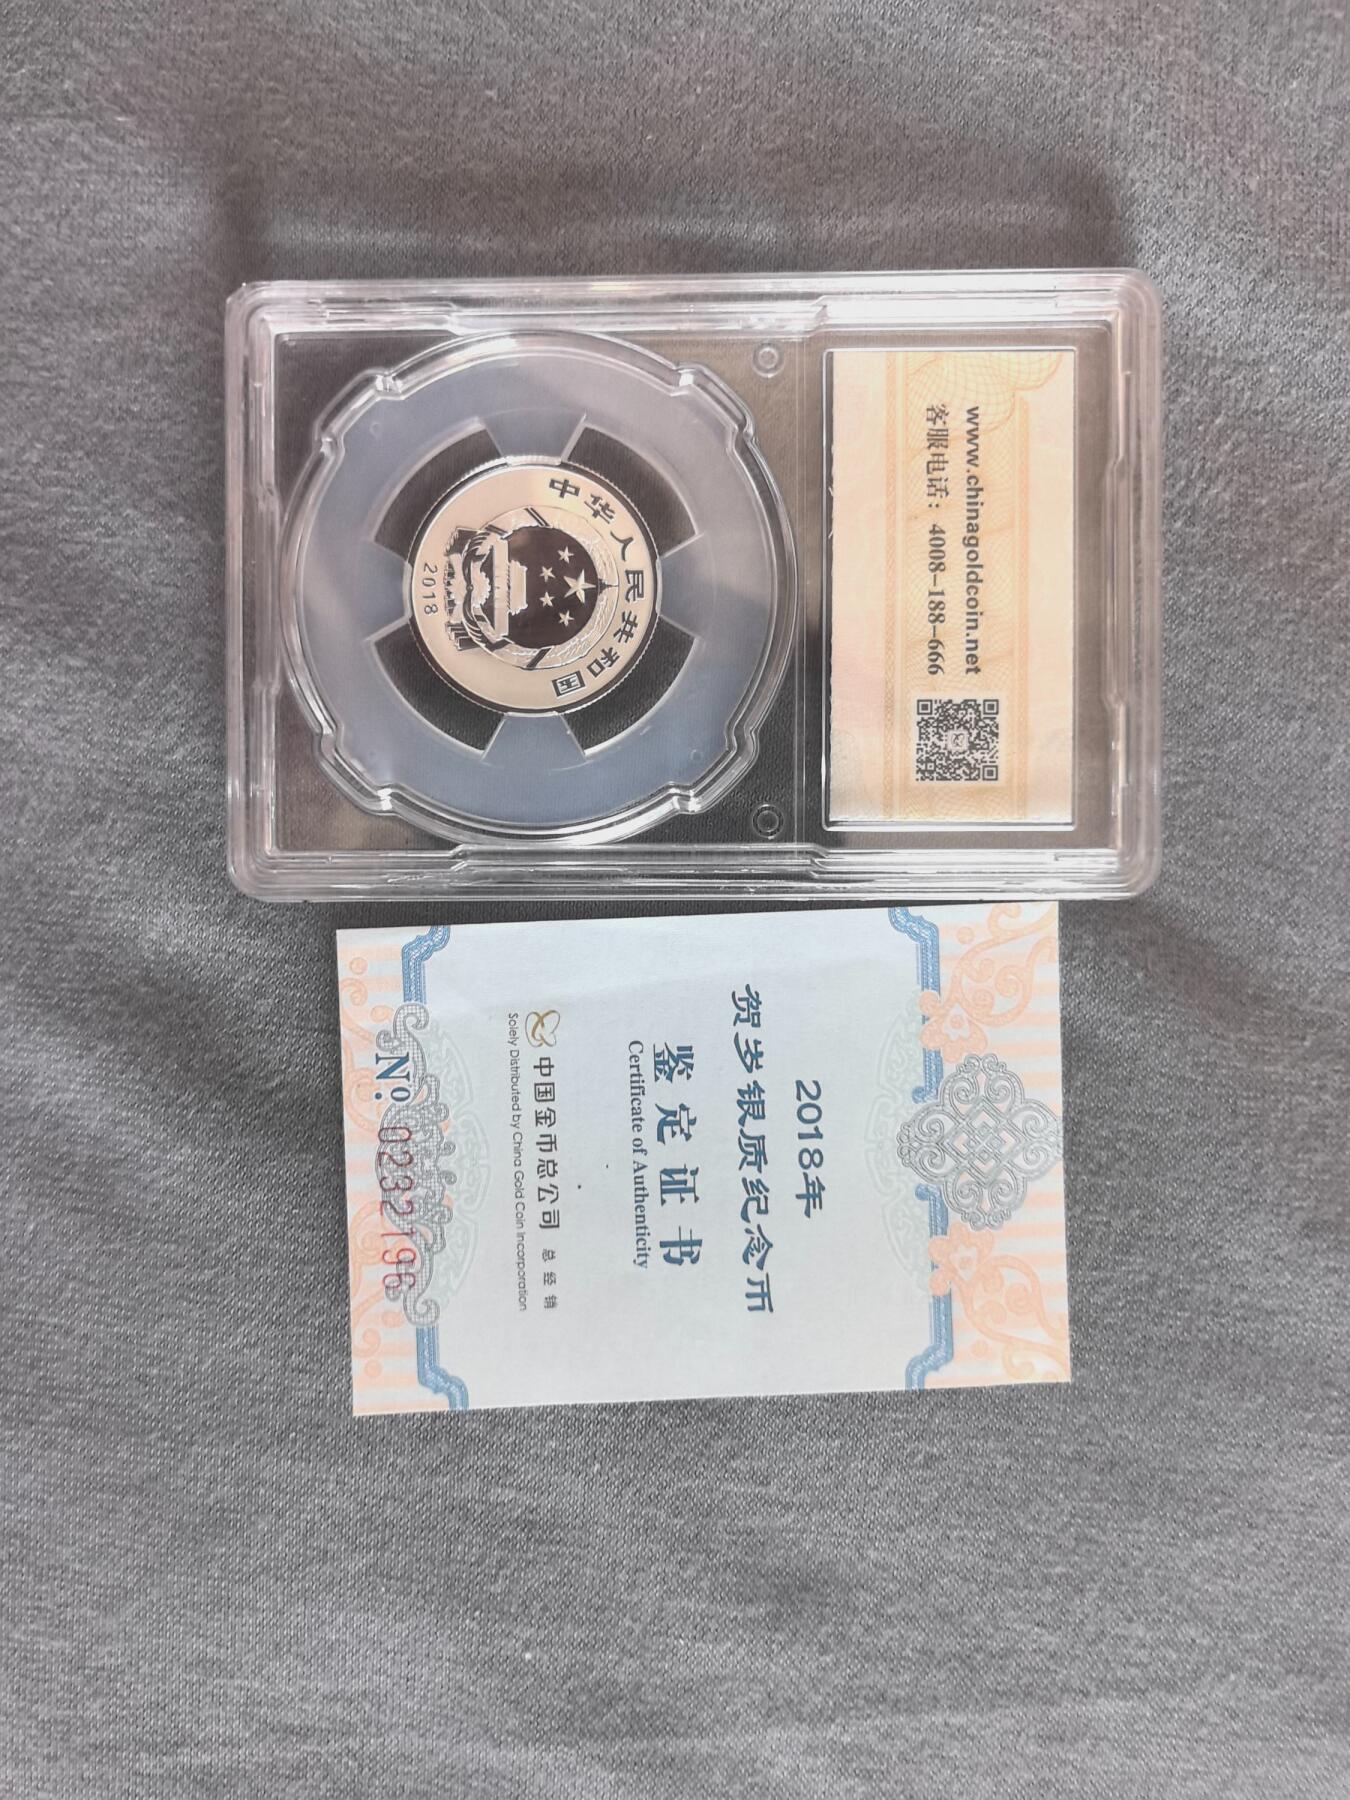 www.chinagoldcoin.net
客服电话：4008-188-666
中华人民共和国
2018
2018年
贺岁银质纪念币
鉴定证书
Certificate of Authenticity
中国金币总公司 总经销
Solely Distributed by China Gold Coin Incorporation
Nº. 0232196